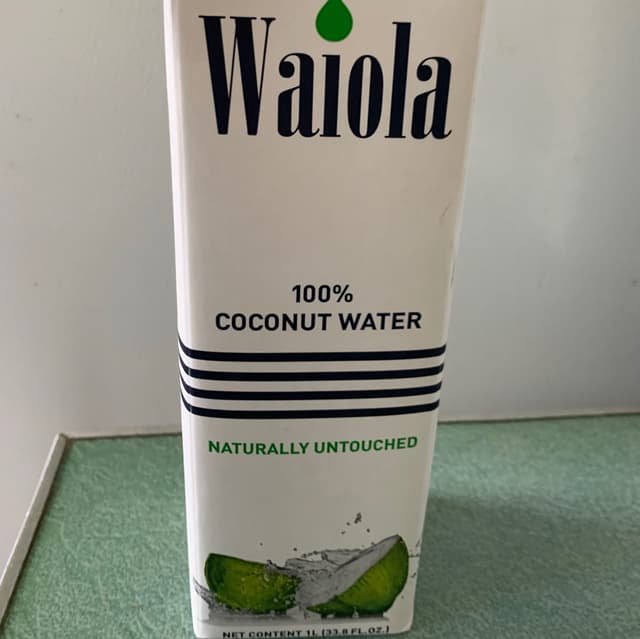 Waiola
100%
COCONUT WATER
NATURALLY UNTOUCHED
NET CONTENT 1L (33.8 FL.OZ.)